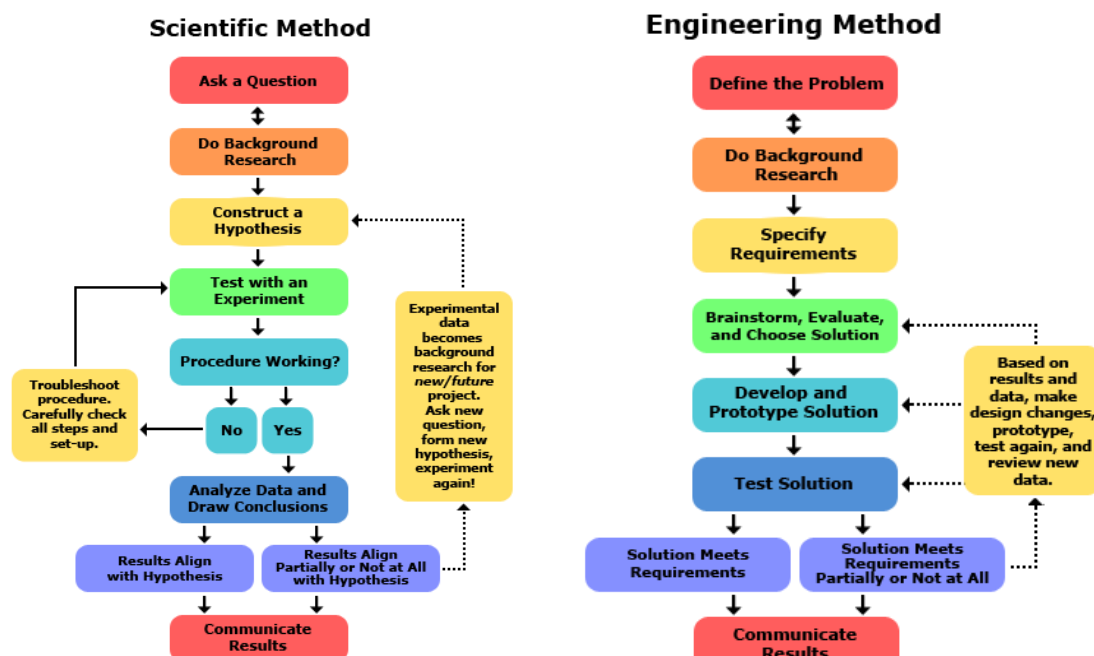 Scientific Method
Ask a Question
Do Background
Research
Construct a
Hypothesis
Test with an
Experiment
Procedure Working?
Troubleshoot
procedure.
Carefully check
all steps and
set-up.
No
Yes
Experimental
data
becomes
background
research for
new/future
project.
Ask new
question,
form new
hypothesis,
experiment
again!
Analyze Data and
Draw Conclusions
Results Align
with Hypothesis
Results Align
Partially or Not at All
with Hypothesis
Communicate
Results
Engineering Method
Define the Problem
Do Background
Research
Specify
Requirements
Brainstorm, Evaluate,
and Choose Solution
Develop and
Prototype Solution
Based on
results and
data, make
design changes,
prototype,
test again, and
review new
data.
Test Solution
Solution Meets
Requirements
Solution Meets
Requirements
Partially or Not at All
Communicate
Results